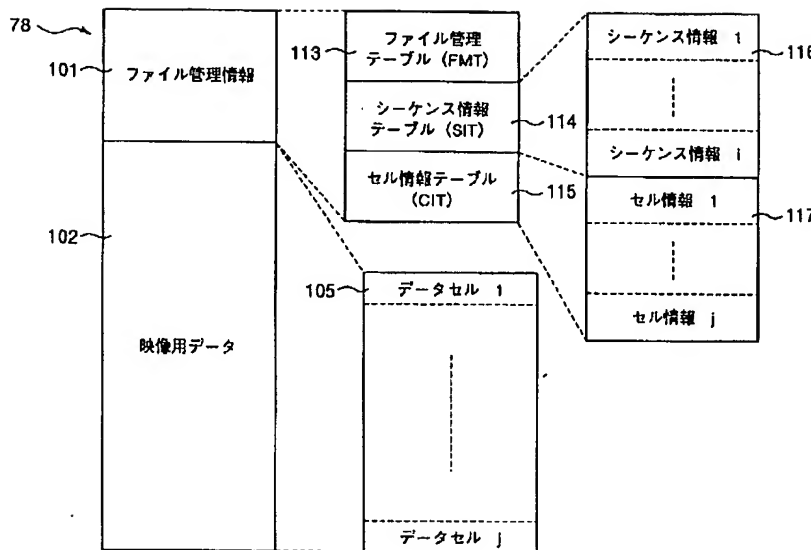 78
101
ファイル管理情報
102
映像用データ
113
ファイル管理
テーブル (FMT)
シーケンス情報
テーブル (SIT)
114
セル情報テーブル
(CIT)
115
105
データセル 1
データセル j
シーケンス情報 1
116
シーケンス情報 i
セル情報 1
117
セル情報 j